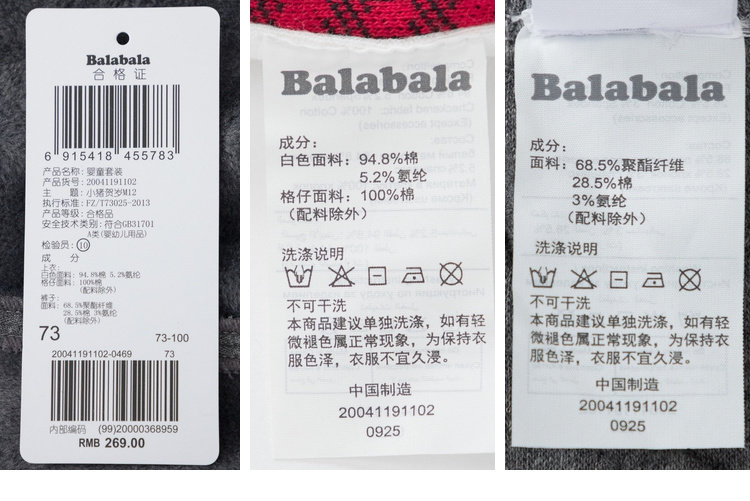 Balabala
合格证
6 915418 455783
产品名称: 婴童套装
产品货号: 20041191102
主 题: 小猪贺岁M12
执行标准: FZ/T73025-2013
产品等级: 合格品
安全技术类别: 符合GB31701
A类(婴幼儿用品)
检验员: 10
成 分
上衣:
白色面料: 94.8%棉 5.2%氨纶
格仔面料: 100%棉
(配料除外)
裤子:
面料: 68.5%聚酯纤维
28.5%棉 3%氨纶
(配料除外)
73 73-100
20041191102-0469 73
内部编码 (99)20000368959
RMB 269.00
Balabala
成分:
白色面料: 94.8%棉
5.2%氨纶
格仔面料: 100%棉
(配料除外)
洗涤说明
不可干洗
本商品建议单独洗涤，如有轻
微褪色属正常现象，为保持衣
服色泽，衣服不宜久浸。
中国制造
20041191102
0925
Balabala
成分:
面料: 68.5%聚酯纤维
28.5%棉
3%氨纶
(配料除外)
洗涤说明
不可干洗
本商品建议单独洗涤，如有轻
微褪色属正常现象，为保持衣
服色泽，衣服不宜久浸。
中国制造
20041191102
0925